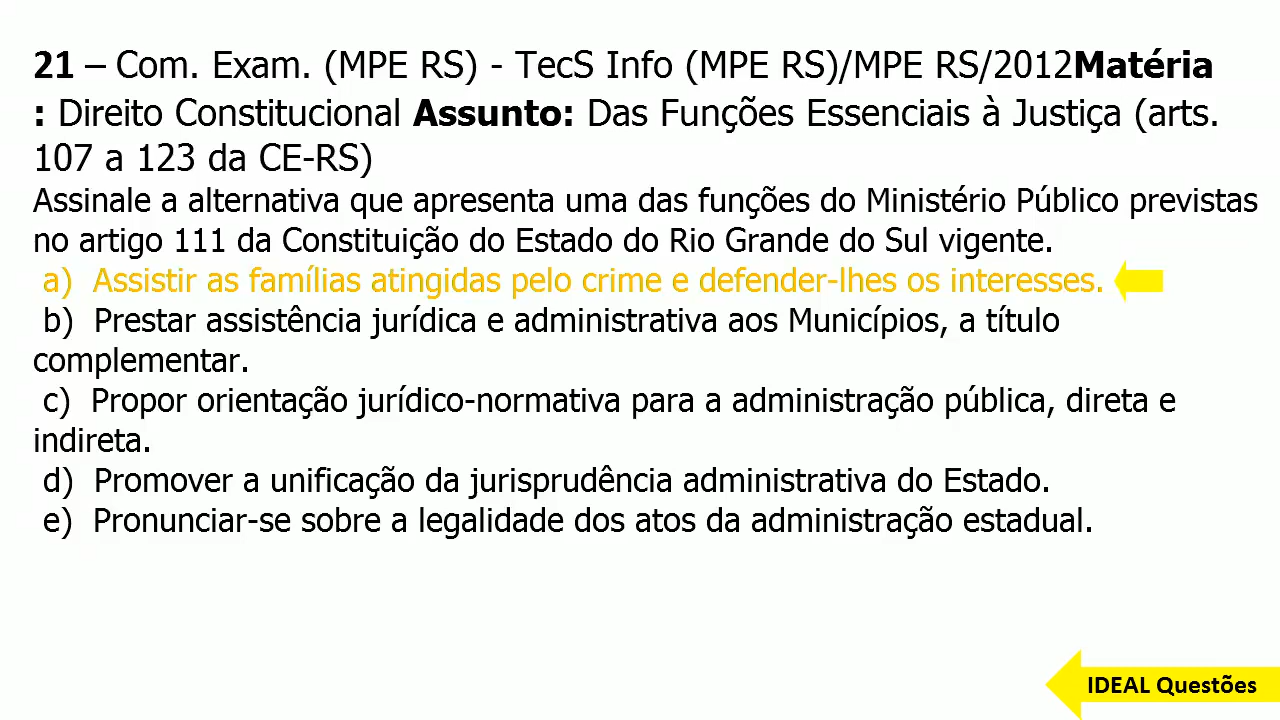 21 – Com. Exam. (MPE RS) - TecS Info (MPE RS)/MPE RS/2012Matéria
: Direito Constitucional Assunto: Das Funções Essenciais à Justiça (arts.
107 a 123 da CE-RS)
Assinale a alternativa que apresenta uma das funções do Ministério Público previstas
no artigo 111 da Constituição do Estado do Rio Grande do Sul vigente.
a) Assistir as famílias atingidas pelo crime e defender-lhes os interesses.
b) Prestar assistência jurídica e administrativa aos Municípios, a título
complementar.
c) Propor orientação jurídico-normativa para a administração pública, direta e
indireta.
d) Promover a unificação da jurisprudência administrativa do Estado.
e) Pronunciar-se sobre a legalidade dos atos da administração estadual.
IDEAL Questões